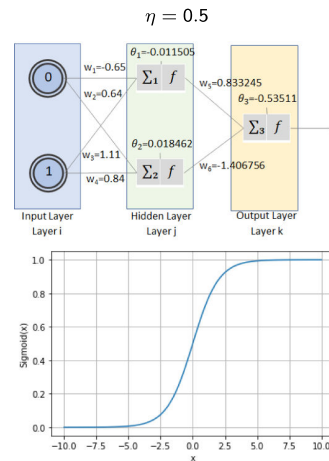 η = 0.5
θ₁=-0.011505
w₁=-0.65
0
∑₁ f
w₂=0.64
w₅=0.833245
θ₃=-0.53511
∑₃ f
θ₂=0.018462
w₃=1.11
1
∑₂ f
w₄=0.84
w₆=-1.406756
Input Layer
Layer i
Hidden Layer
Layer j
Output Layer
Layer k
1.0
0.8
0.6
0.4
0.2
0.0
Sigmoid(x)
−10.0 −7.5 −5.0 −2.5 0.0 2.5 5.0 7.5 10.0
x